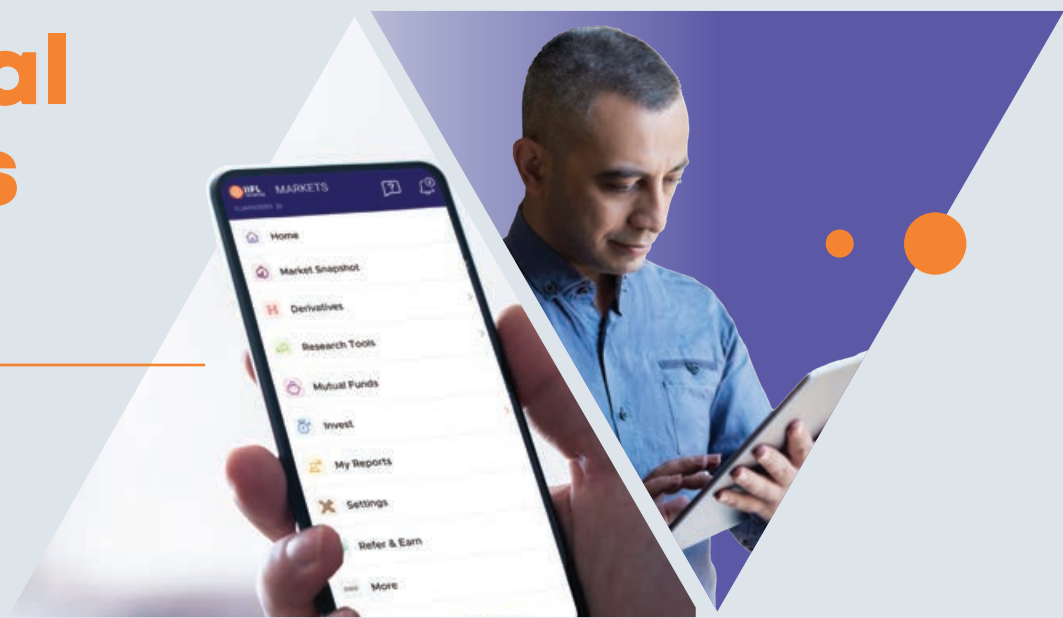 al
s
IIFL MARKETS
Home
Market Snapshot
Derivatives
Research Tools
Mutual Funds
Invest
My Reports
Settings
Refer & Earn
More